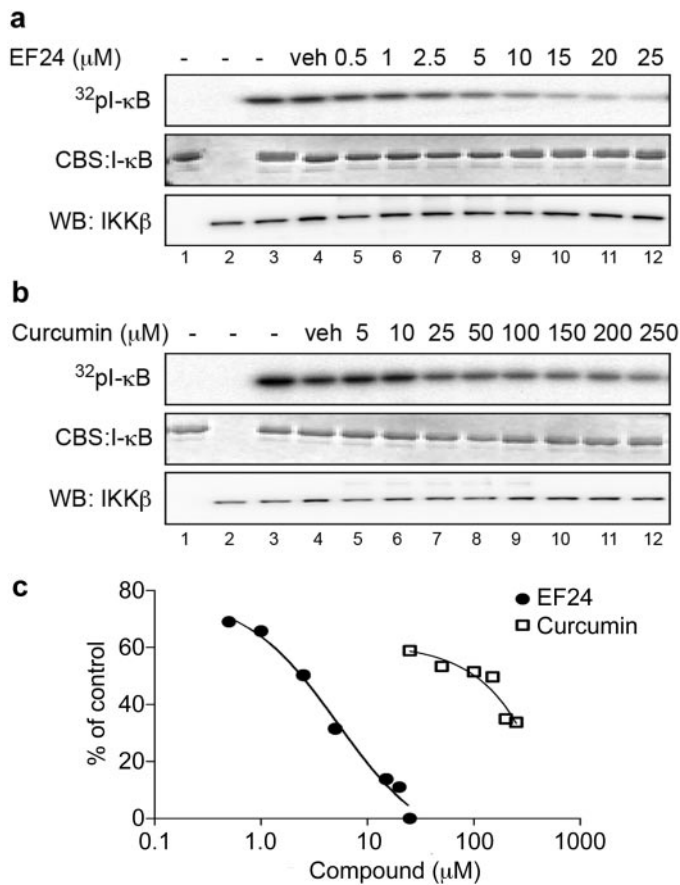 a
EF24 (μM) - - - veh 0.5 1 2.5 5 10 15 20 25
³²pI-κB
CBS:I-κB
WB: IKKβ
1 2 3 4 5 6 7 8 9 10 11 12
b
Curcumin (μM) - - - veh 5 10 25 50 100 150 200 250
³²pI-κB
CBS:I-κB
WB: IKKβ
1 2 3 4 5 6 7 8 9 10 11 12
c
80
60
40
20
0
% of control
EF24
Curcumin
0.1 1.0 10 100 1000
Compound (μM)